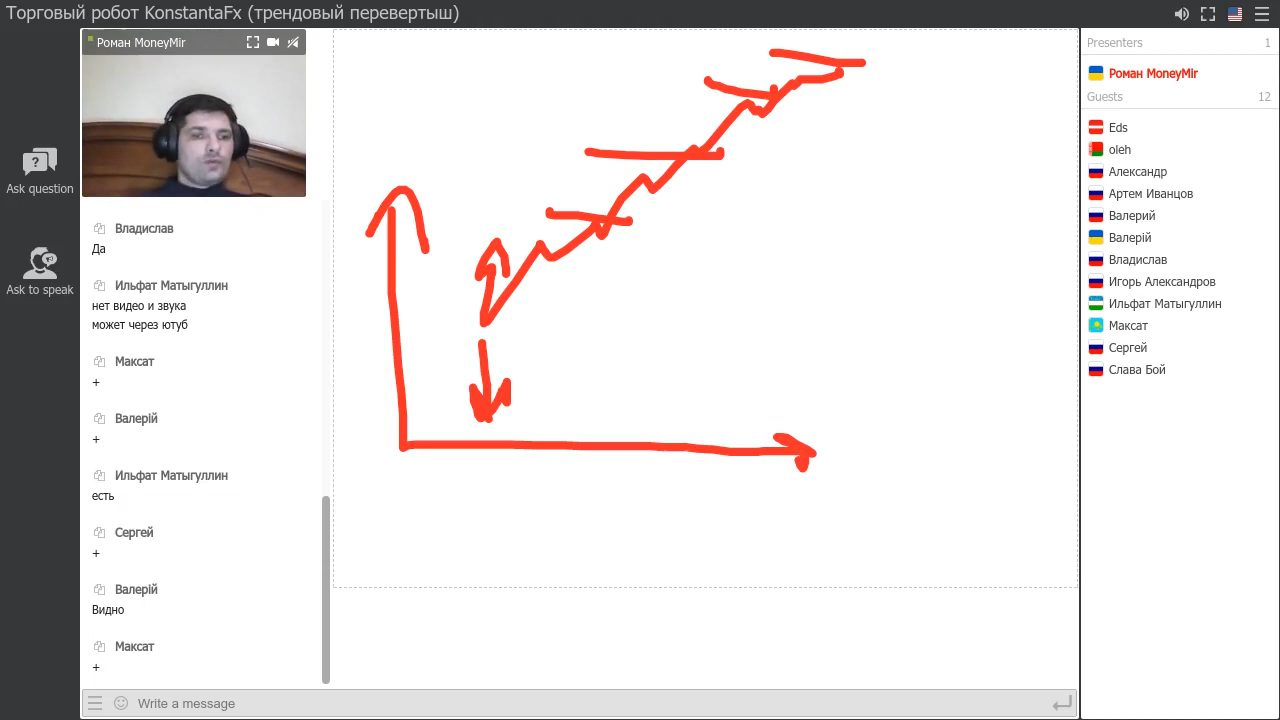 Торговый робот KonstantaFx (трендовый перевертыш)
Ask question
Ask to speak
Роман MoneyMir
Владислав
Да
Ильфат Матыгуллин
нет видео и звука
может через ютуб
Максат
+
Валерій
+
Ильфат Матыгуллин
есть
Сергей
+
Валерій
Видно
Максат
+
Write a message
Presenters 1
Роман MoneyMir
Guests 12
Eds
oleh
Александр
Артем Иванцов
Валерий
Валерій
Владислав
Игорь Александров
Ильфат Матыгуллин
Максат
Сергей
Слава Бой